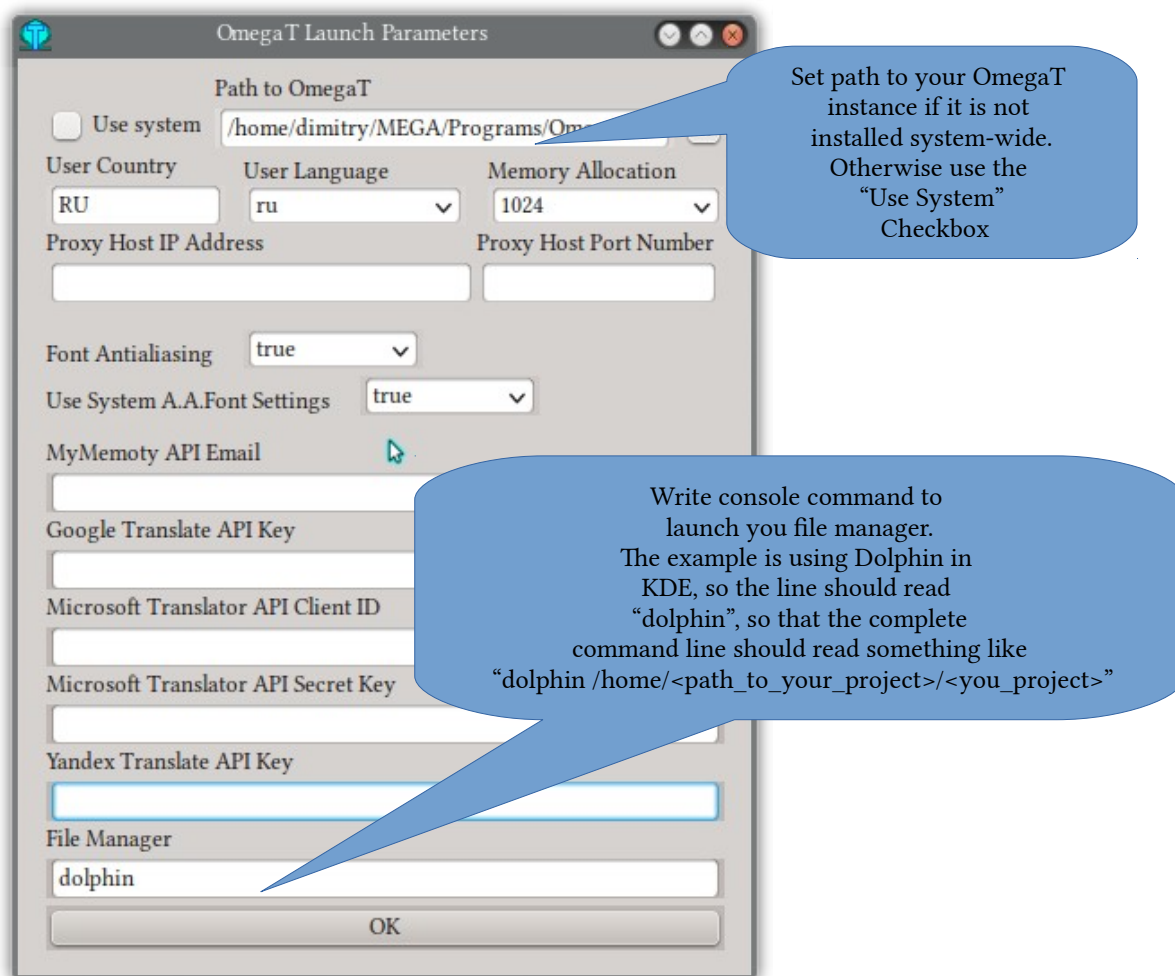 OmegaT Launch Parameters
Path to OmegaT
Use system
/home/dimitry/MEGA/Programs/Ome
User Country
User Language
Memory Allocation
RU
ru
1024
Proxy Host IP Address
Proxy Host Port Number
Font Antialiasing
true
Use System A.A.Font Settings
true
MyMemoty API Email
Google Translate API Key
Microsoft Translator API Client ID
Microsoft Translator API Secret Key
Yandex Translate API Key
File Manager
dolphin
OK
Set path to your OmegaT
instance if it is not
installed system-wide.
Otherwise use the
“Use System”
Checkbox
Write console command to
launch you file manager.
The example is using Dolphin in
KDE, so the line should read
“dolphin”, so that the complete
command line should read something like
“dolphin /home/<path_to_your_project>/<you_project>”